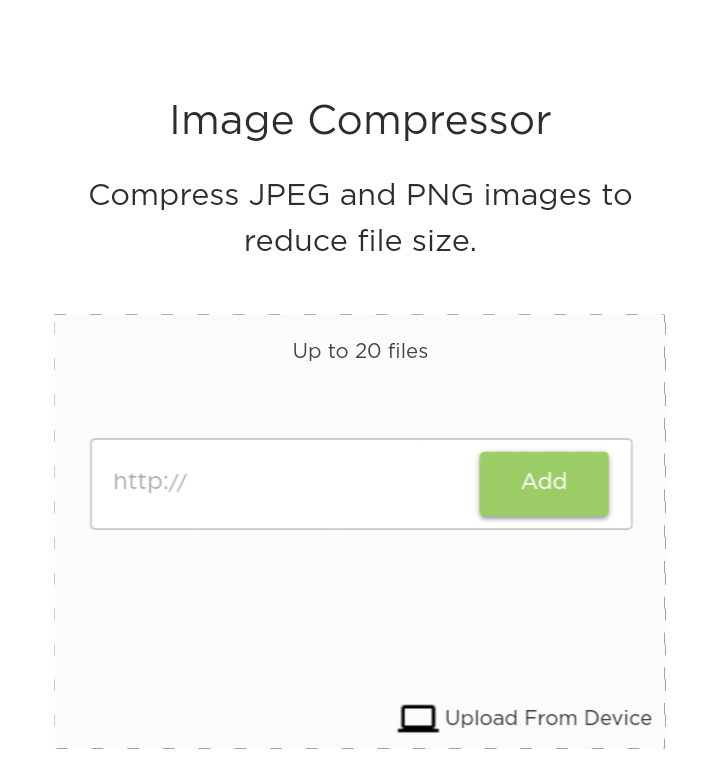 Image Compressor
Compress JPEG and PNG images to
reduce file size.
Up to 20 files
http://
Add
Upload From Device